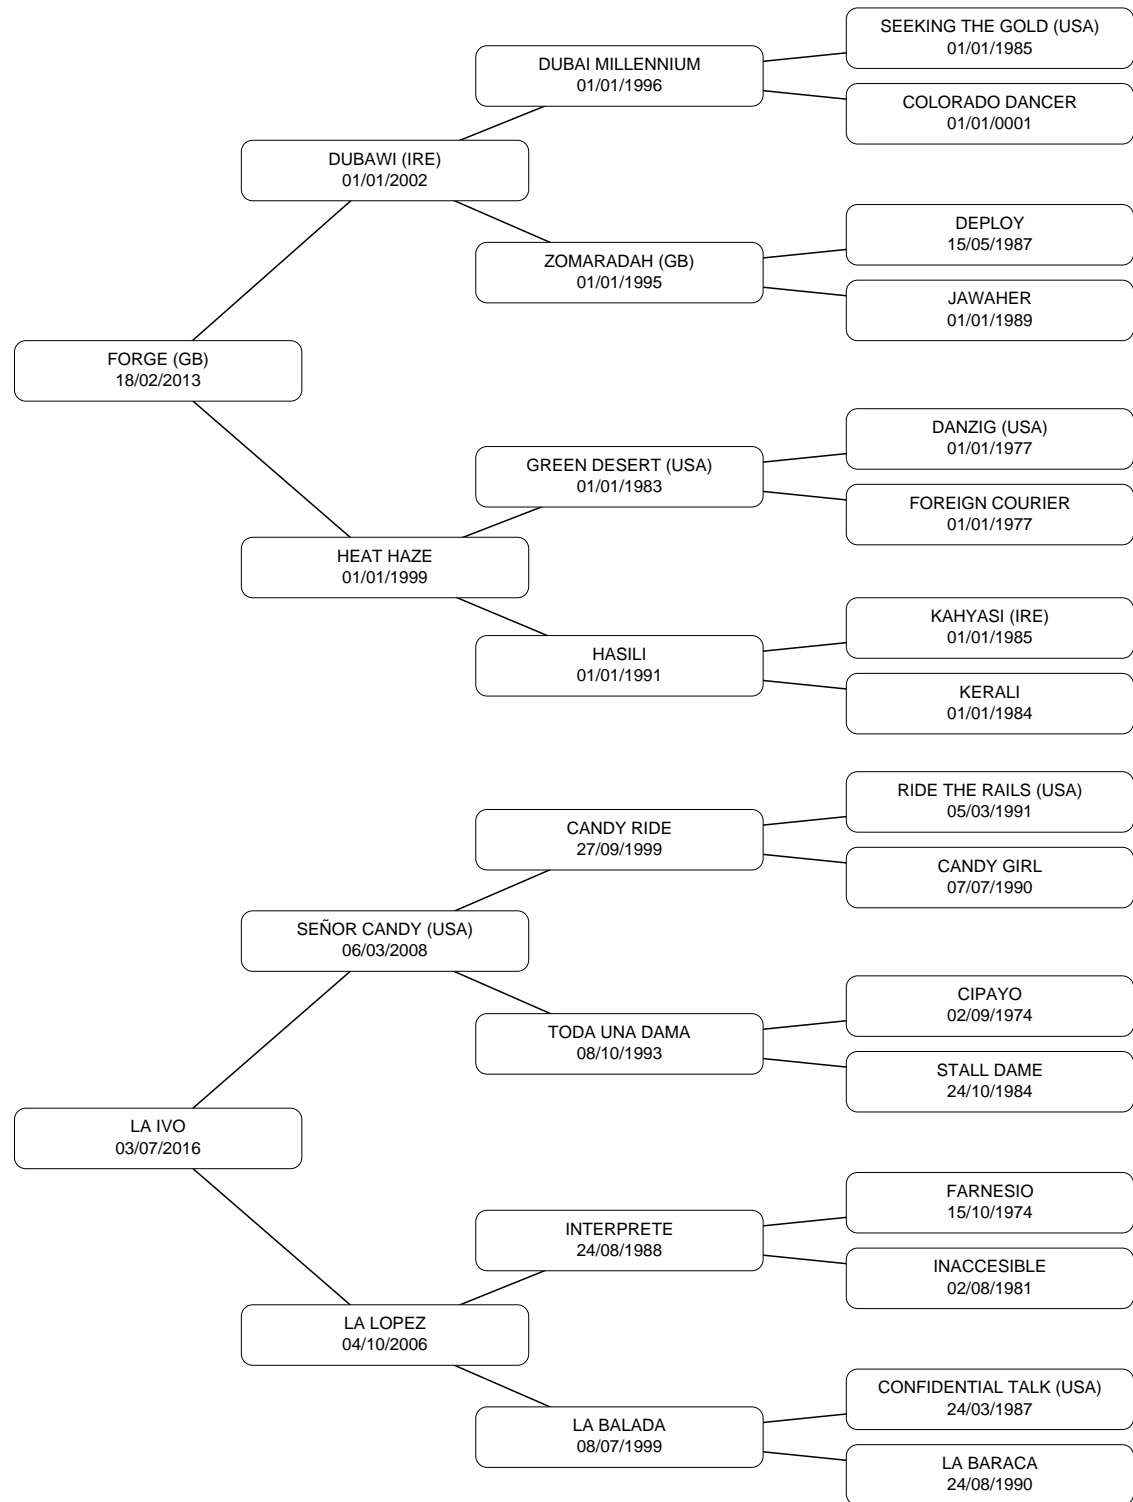 SEEKING THE GOLD (USA)
01/01/1985
DUBAI MILLENNIUM
01/01/1996
COLORADO DANCER
01/01/0001
DUBAWI (IRE)
01/01/2002
DEPLOY
15/05/1987
ZOMARADAH (GB)
01/01/1995
JAWAHER
01/01/1989
FORGE (GB)
18/02/2013
DANZIG (USA)
01/01/1977
GREEN DESERT (USA)
01/01/1983
FOREIGN COURIER
01/01/1977
HEAT HAZE
01/01/1999
KAHYASI (IRE)
01/01/1985
HASILI
01/01/1991
KERALI
01/01/1984
RIDE THE RAILS (USA)
05/03/1991
CANDY RIDE
27/09/1999
CANDY GIRL
07/07/1990
SEÑOR CANDY (USA)
06/03/2008
CIPAYO
02/09/1974
TODA UNA DAMA
08/10/1993
STALL DAME
24/10/1984
LA IVO
03/07/2016
FARNESIO
15/10/1974
INTERPRETE
24/08/1988
INACCESIBLE
02/08/1981
LA LOPEZ
04/10/2006
CONFIDENTIAL TALK (USA)
24/03/1987
LA BALADA
08/07/1999
LA BARACA
24/08/1990